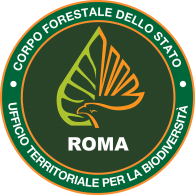 CORPO FORESTALE DELLO STATO
ROMA
UFFICIO TERRITORIALE PER LA BIODIVERSITÀ